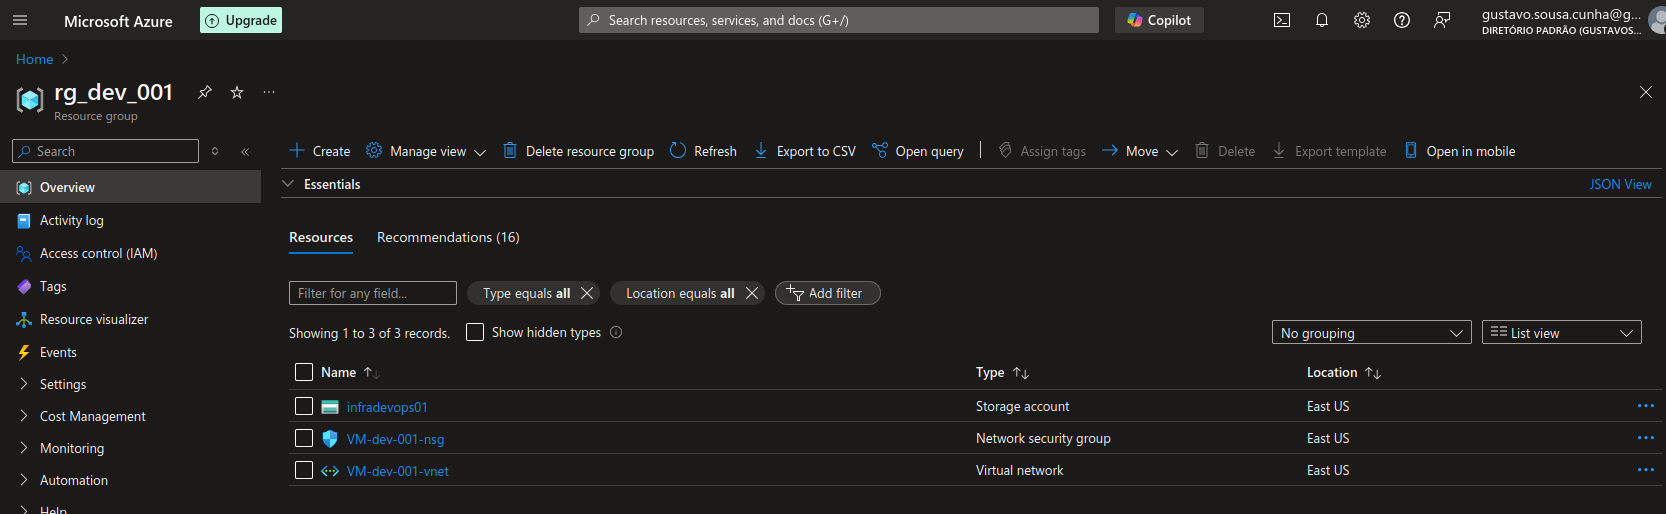 Microsoft Azure
Upgrade
Search resources, services, and docs (G+/)
Copilot
gustavo.sousa.cunha@g...
DIRETÓRIO PADRÃO (GUSTAVOS...
Home >
rg_dev_001
Resource group
Search
Create
Manage view
Delete resource group
Refresh
Export to CSV
Open query
Assign tags
Move
Delete
Export template
Open in mobile
Overview
Activity log
Access control (IAM)
Tags
Resource visualizer
Events
Settings
Cost Management
Monitoring
Automation
Help
Essentials
JSON View
Resources
Recommendations (16)
Filter for any field...
Type equals all
Location equals all
Add filter
Showing 1 to 3 of 3 records.
Show hidden types
No grouping
List view
Name Type Location
infradevops01 Storage account East US
VM-dev-001-nsg Network security group East US
VM-dev-001-vnet Virtual network East US